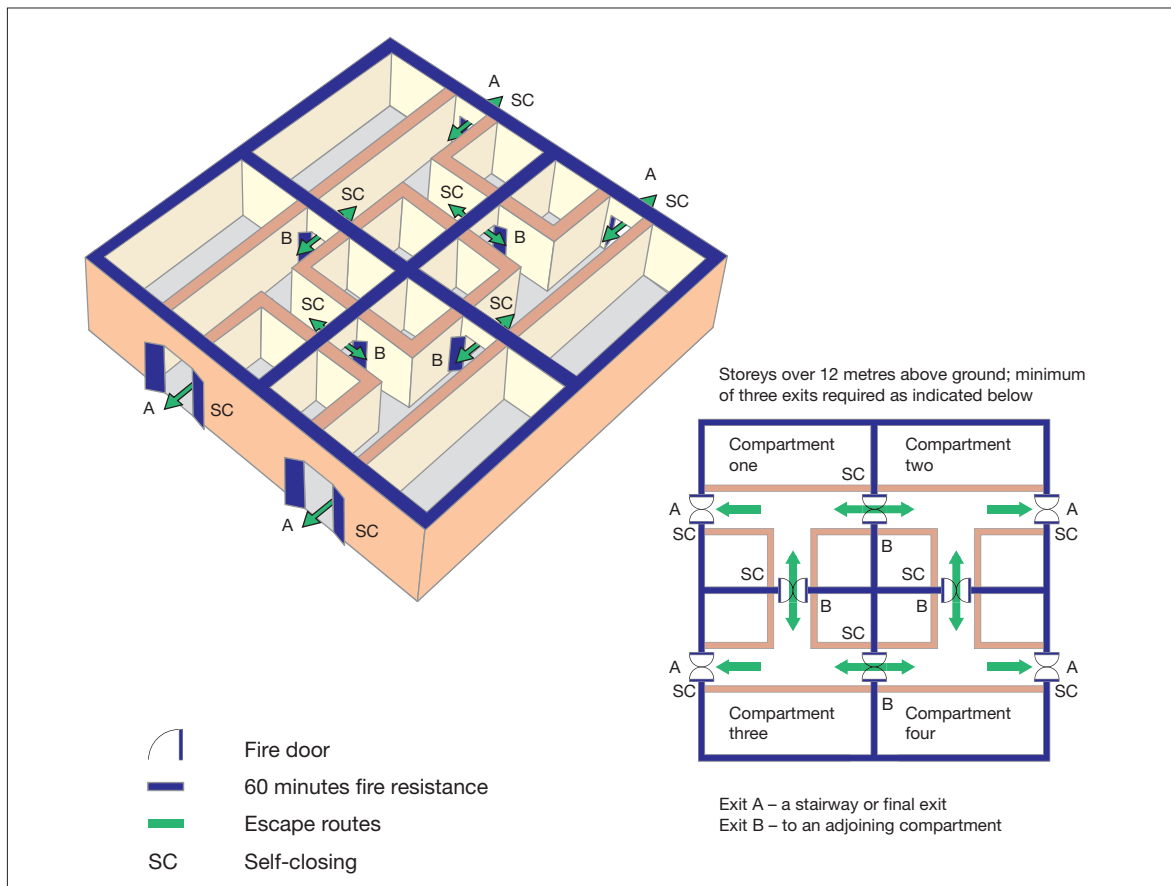 A
SC
A
SC
SC
SC
B
B
SC
SC
B
B
A
SC
A
SC
Storeys over 12 metres above ground; minimum
of three exits required as indicated below
Compartment
one
Compartment
two
SC
A
A
SC
SC
B
SC
SC
B
B
SC
A
A
SC
SC
B
Compartment
three
Compartment
four
Exit A – a stairway or final exit
Exit B – to an adjoining compartment
Fire door
60 minutes fire resistance
Escape routes
SC Self-closing